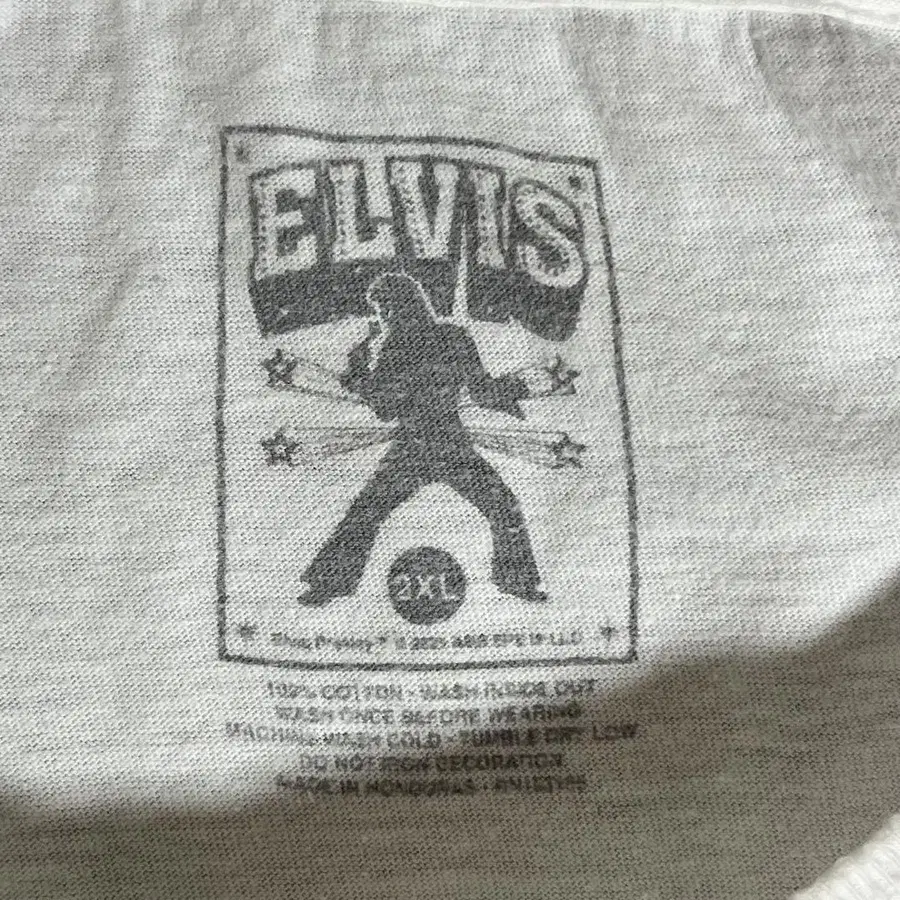 ELVIS
2XL
Elvis Presley™ © 2021 ABG EPE IP LLC
100% COTTON - WASH INSIDE OUT
WASH ONCE BEFORE WEARING
MACHINE WASH COLD - TUMBLE DRY LOW
DO NOT IRON DECORATION
MADE IN HONDURAS -